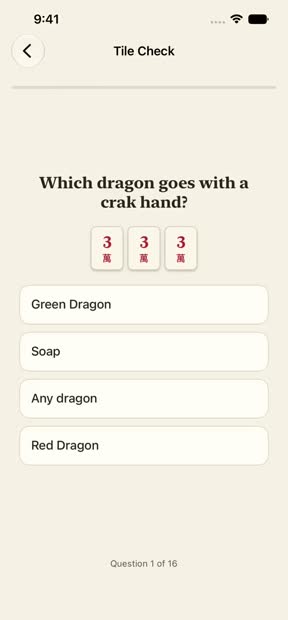 9:41
Tile Check
Which dragon goes with a
crak hand?
3 3 3
萬 萬 萬
Green Dragon
Soap
Any dragon
Red Dragon
Question 1 of 16